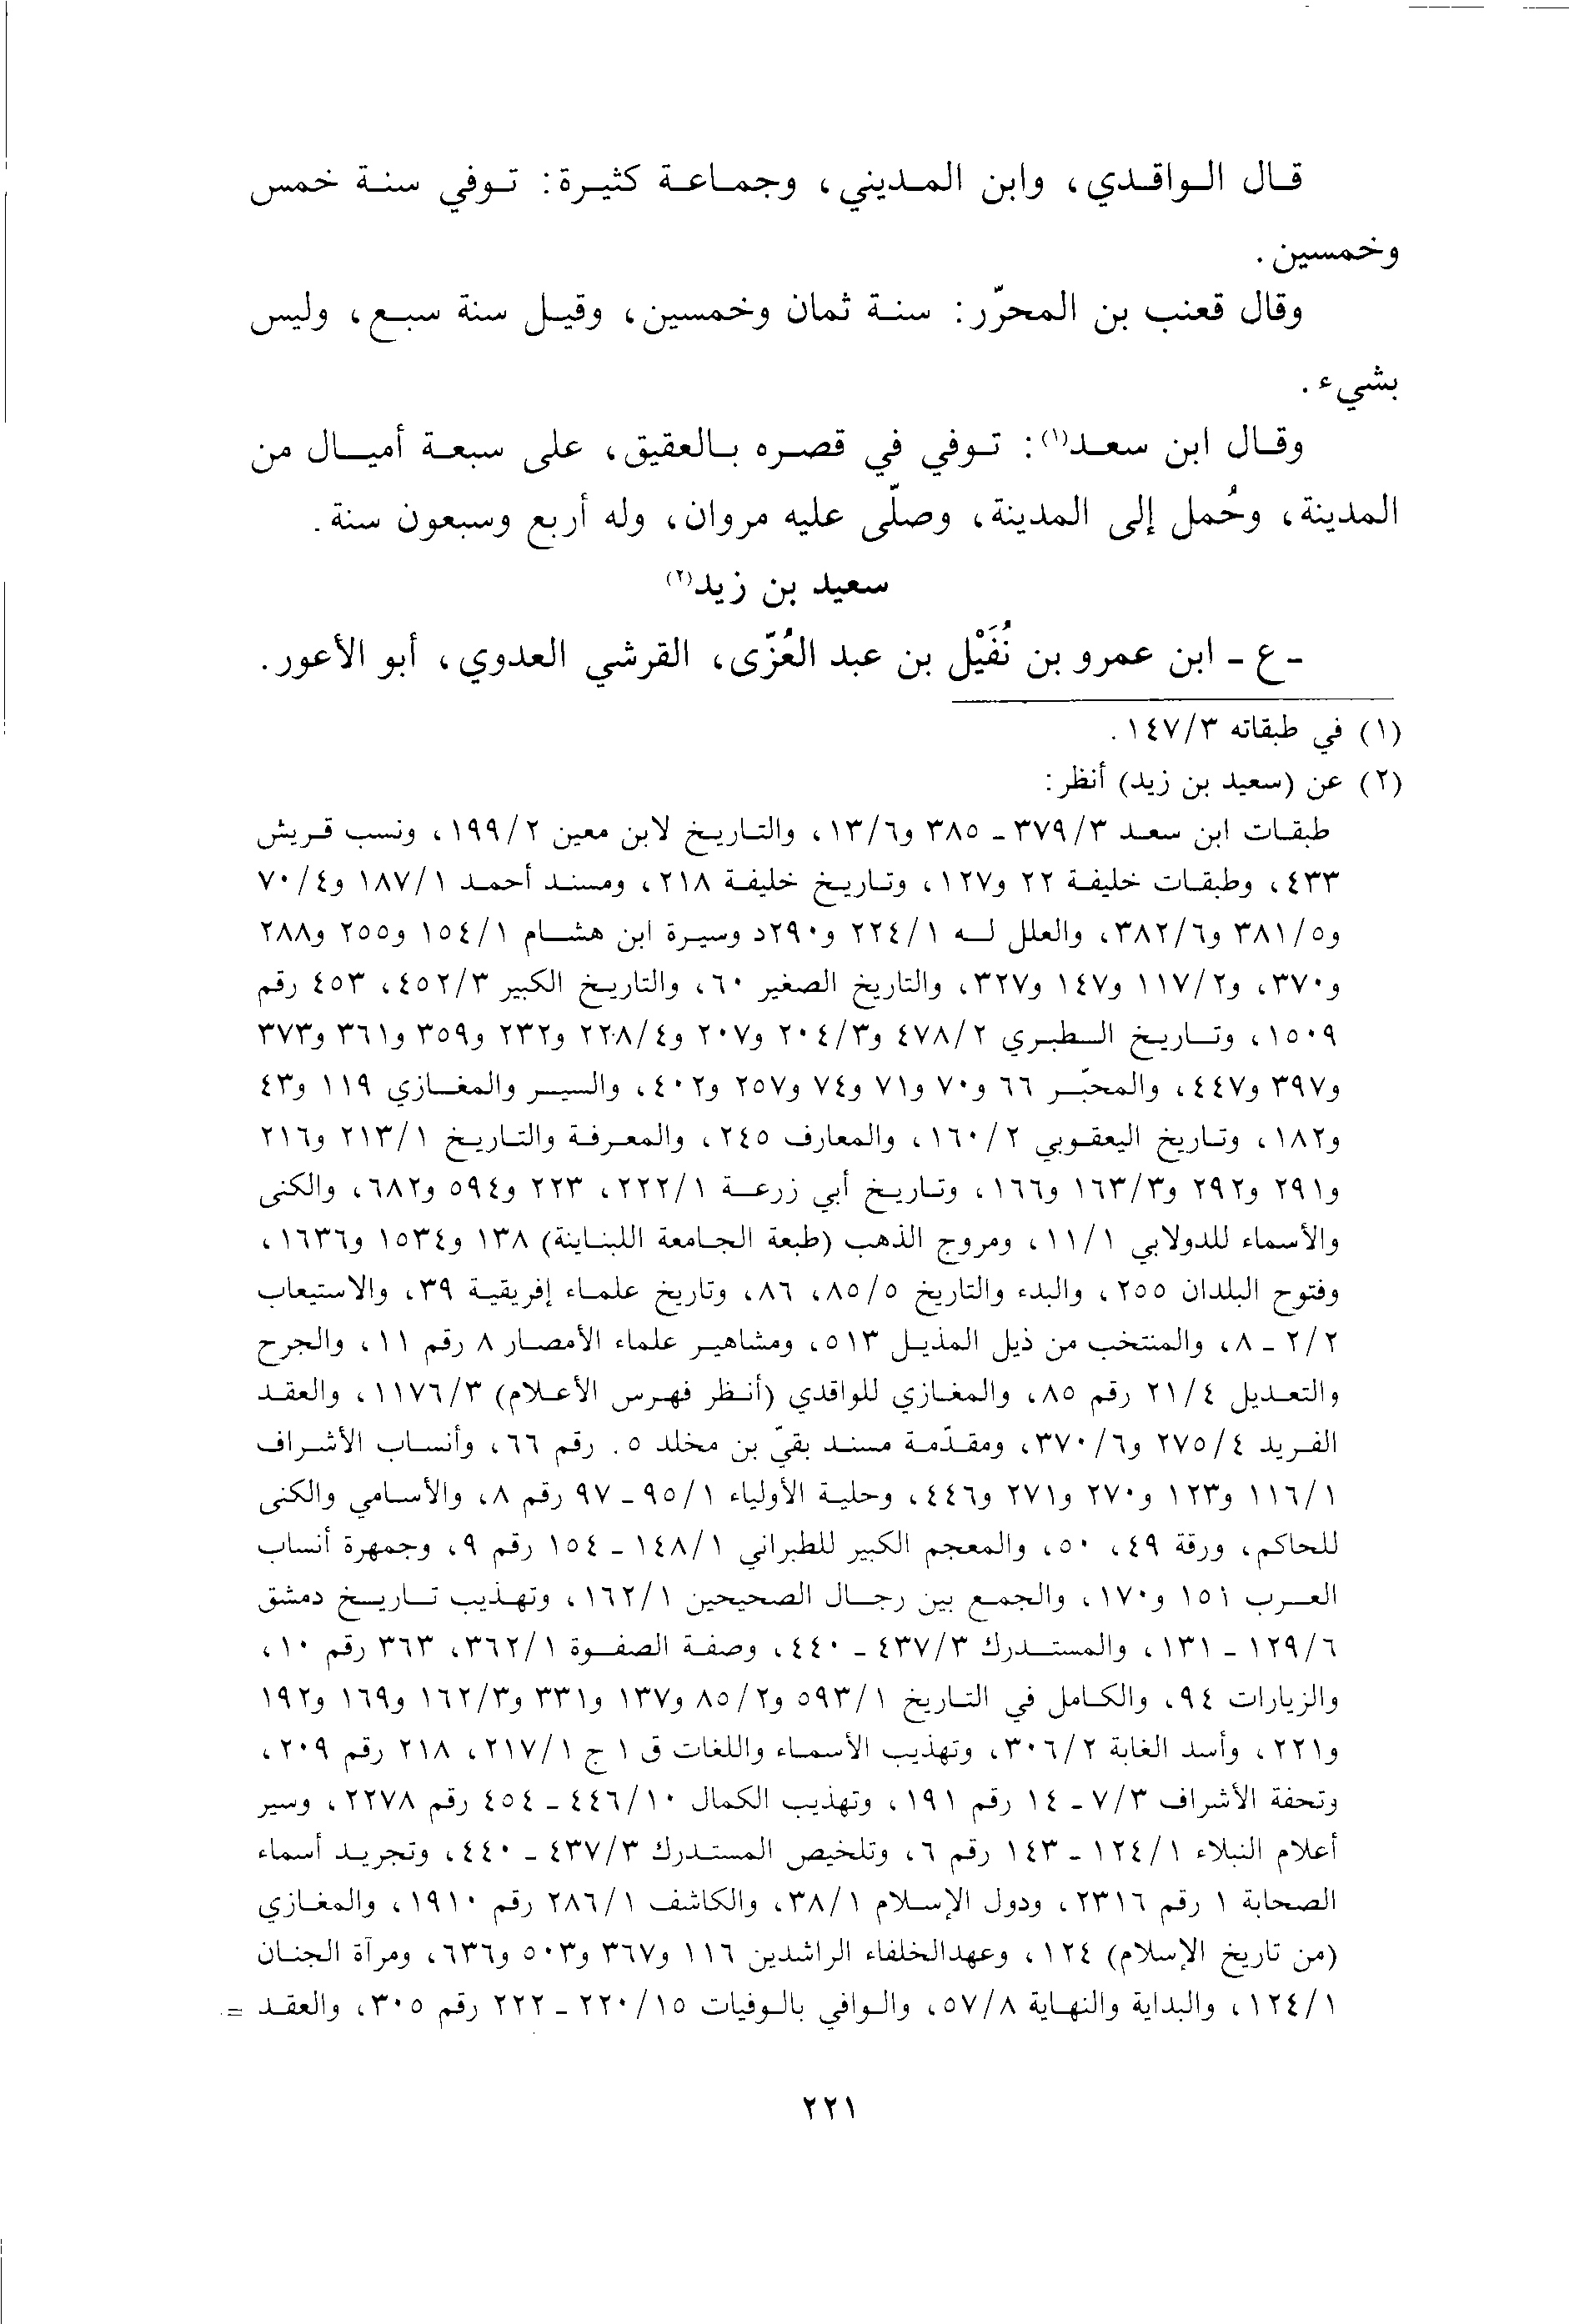 قال الواقدي، وابن المديني، وجماعة كثيرة: توفي سنة خمس
وخمسين.
وقال قعنب بن المحرّر: سنة ثمان وخمسين، وقيل سنة سبع، وليس
بشيء.
وقال ابن سعد(١): توفي في قصره بالعقيق، على سبعة أميال من
المدينة، وحُمل إلى المدينة، وصلّى عليه مروان، وله أربع وسبعون سنة.
سعيد بن زيد(٢)
ـ ع ـ ابن عمرو بن نُفَيْل بن عبد العُزّى، القرشي العدوي، أبو الأعور.
(١) في طبقاته ٣/١٤٧.
(٢) عن (سعيد بن زيد) أنظر:
طبقات ابن سعد ٣/٣٧٩ ـ ٣٨٥ و٦/١٣، والتاريخ لابن معين ٢/١٩٩، ونسب قريش
٤٣٣، وطبقات خليفة ٢٢ و١٢٧، وتاريخ خليفة ٢١٨، ومسند أحمد ١/١٨٧ و٤/٧٠
و٥/٣٨١ و٦/٣٨٢، والعلل له ١/٢٢٤ و٢٩٠د وسيرة ابن هشام ١/١٥٤ و٢٥٥ و٢٨٨
و٣٧٠، و٢/١١٧ و١٤٧ و٣٢٧، والتاريخ الصغير ٦٠، والتاريخ الكبير ٣/٤٥٢، ٤٥٣ رقم
١٥٠٩، وتاريخ الطبري ٢/٤٧٨ و٣/٢٠٤ و٢٠٧ و٤/٢٢٨ و٢٣٢ و٣٥٩ و٣٦١ و٣٧٣
و٣٩٧ و٤٤٧، والمحبّر ٦٦ و٧٠ و٧١ و٧٤ و٢٥٧ و٤٠٢، والسير والمغازي ١١٩ و٤٣
و١٨٢، وتاريخ اليعقوبي ٢/١٦٠، والمعارف ٢٤٥، والمعرفة والتاريخ ١/٢١٣ و٢١٦
و٢٩١ و٢٩٢ و٣/١٦٣ و١٦٦، وتاريخ أبي زرعة ١/٢٢٢، ٢٢٣ و٥٩٤ و٦٨٢، والكنى
والأسماء للدولابي ١/١١، ومروج الذهب (طبعة الجامعة اللبناينة) ١٣٨ و١٥٣٤ و١٦٣٦،
وفتوح البلدان ٢٥٥، والبدء والتاريخ ٥/٨٥، ٨٦، وتاريخ علماء إفريقية ٣٩، والاستيعاب
٢/٢ ـ ٨، والمنتخب من ذيل المذيل ٥١٣، ومشاهير علماء الأمصار ٨ رقم ١١، والجرح
والتعديل ٤/٢١ رقم ٨٥، والمغازي للواقدي (أنظر فهرس الأعلام) ٣/١١٧٦، والعقد
الفريد ٤/٢٧٥ و٦/٣٧٠، ومقدّمة مسند بقيّ بن مخلد ٥. رقم ٦٦، وأنساب الأشراف
١/١١٦ و١٢٣ و٢٧٠ و٢٧١ و٤٤٦، وحلية الأولياء ١/٩٥ ـ ٩٧ رقم ٨، والأسامي والكنى
للحاكم، ورقة ٤٩، ٥٠، والمعجم الكبير للطبراني ١/١٤٨ ـ ١٥٤ رقم ٩، وجمهرة أنساب
العرب ١٥١ و١٧٠، والجمع بين رجال الصحيحين ١/١٦٢، وتهذيب تاريخ دمشق
٦/١٢٩ ـ ١٣١، والمستدرك ٣/٤٣٧ ـ ٤٤٠، وصفة الصفوة ١/٣٦٢، ٣٦٣ رقم ١٠،
والزيارات ٩٤، والكامل في التاريخ ١/٥٩٣ و٢/٨٥ و١٣٧ و٣٣١ و٣/١٦٢ و١٦٩ و١٩٢
و٢٢١، وأسد الغابة ٢/٣٠٦، وتهذيب الأسماء واللغات ق ١ ج ١/٢١٧، ٢١٨ رقم ٢٠٩،
وتحفة الأشراف ٣/٧ ـ ١٤ رقم ١٩١، وتهذيب الكمال ١٠/٤٤٦ ـ ٤٥٤ رقم ٢٢٧٨، وسير
أعلام النبلاء ١/١٢٤ ـ ١٤٣ رقم ٦، وتلخيص المستدرك ٣/٤٣٧ ـ ٤٤٠، وتجريد أسماء
الصحابة ١ رقم ٢٣١٦، ودول الإسلام ١/٣٨، والكاشف ١/٢٨٦ رقم ١٩١٠، والمغازي
(من تاريخ الإسلام) ١٢٤، وعهدالخلفاء الراشدين ١١٦ و٣٦٧ و٥٠٣ و٦٣٦، ومرآة الجنان
١/١٢٤، والبداية والنهاية ٨/٥٧، والوافي بالوفيات ١٥/٢٢٠ ـ ٢٢٢ رقم ٣٠٥، والعقد =
٢٢١